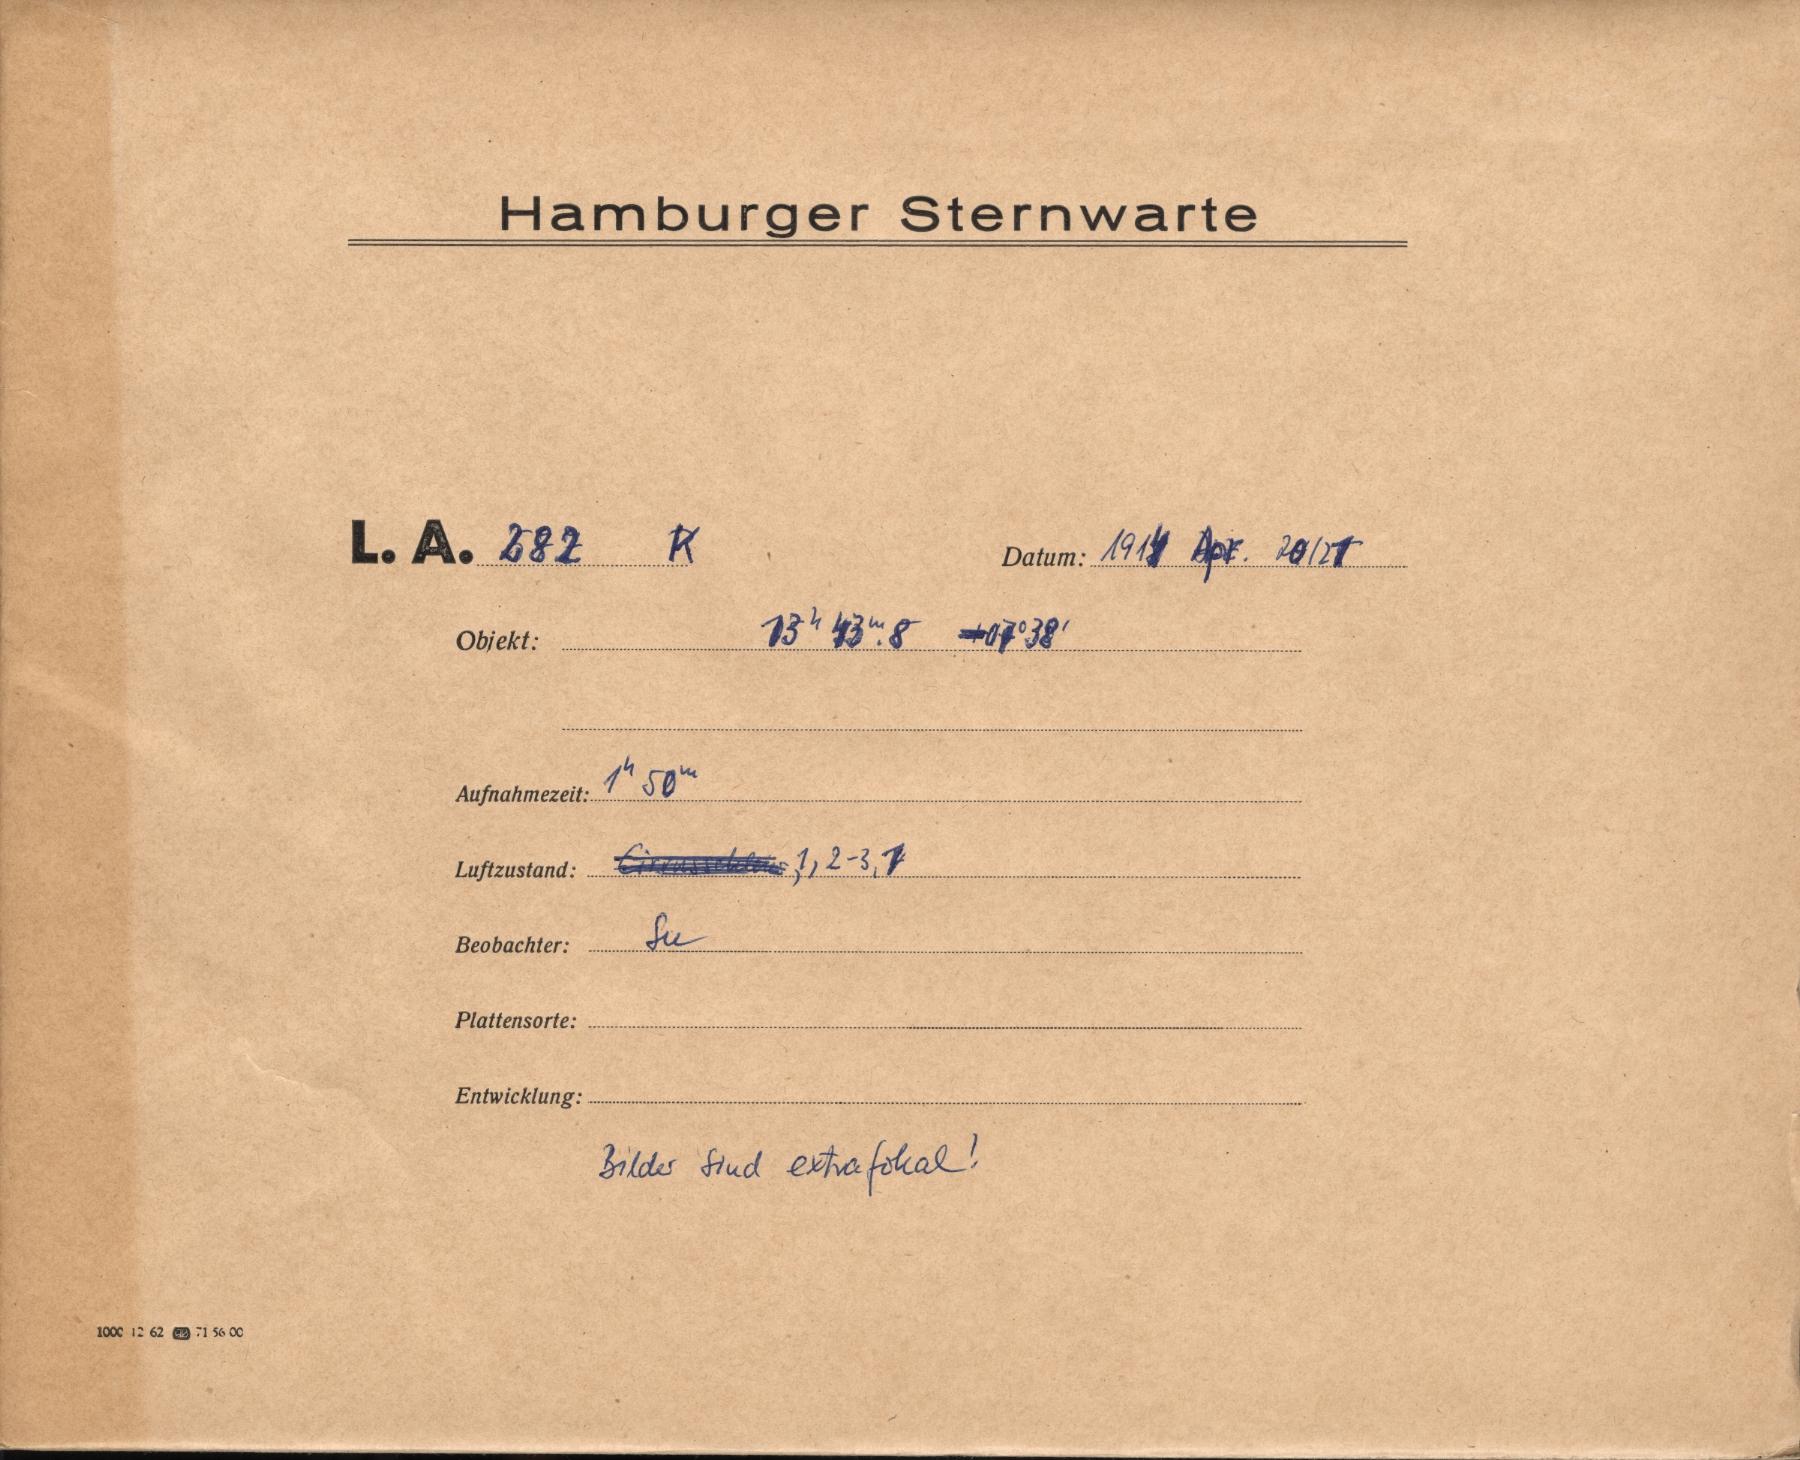 Hamburger Sternwarte
L. A. 282 K Datum: 1914 Apr. 20/21
Objekt: 13h 43m.8 +07°38'
Aufnahmezeit: 1h 50m
Luftzustand: 1, 2-3, 1
Beobachter:
Plattensorte:
Entwicklung:
Bilder sind extrafokal!
1000 12 62 71 56 00